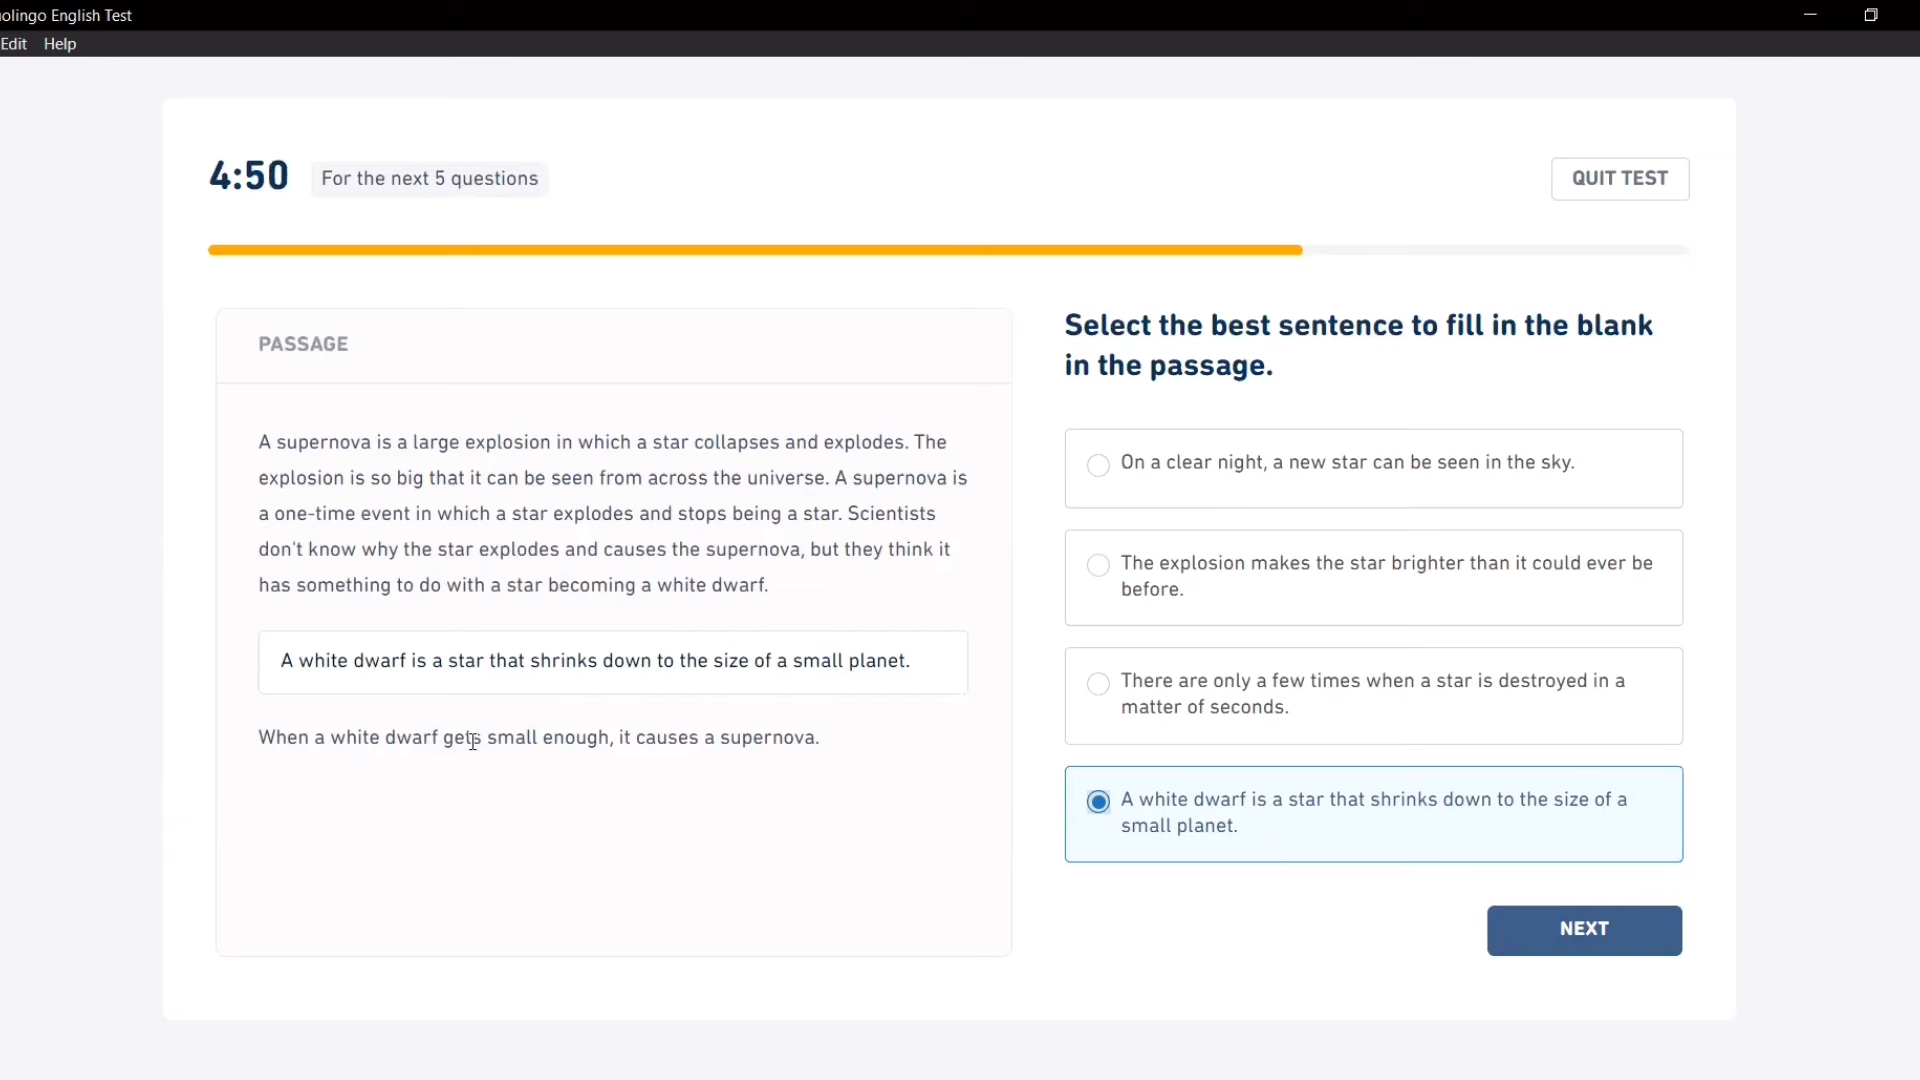 olingo English Test
Edit Help
4:50 For the next 5 questions
QUIT TEST
PASSAGE
A supernova is a large explosion in which a star collapses and explodes. The
explosion is so big that it can be seen from across the universe. A supernova is
a one-time event in which a star explodes and stops being a star. Scientists
don't know why the star explodes and causes the supernova, but they think it
has something to do with a star becoming a white dwarf.
A white dwarf is a star that shrinks down to the size of a small planet.
When a white dwarf gets small enough, it causes a supernova.
Select the best sentence to fill in the blank
in the passage.
On a clear night, a new star can be seen in the sky.
The explosion makes the star brighter than it could ever be
before.
There are only a few times when a star is destroyed in a
matter of seconds.
A white dwarf is a star that shrinks down to the size of a
small planet.
NEXT